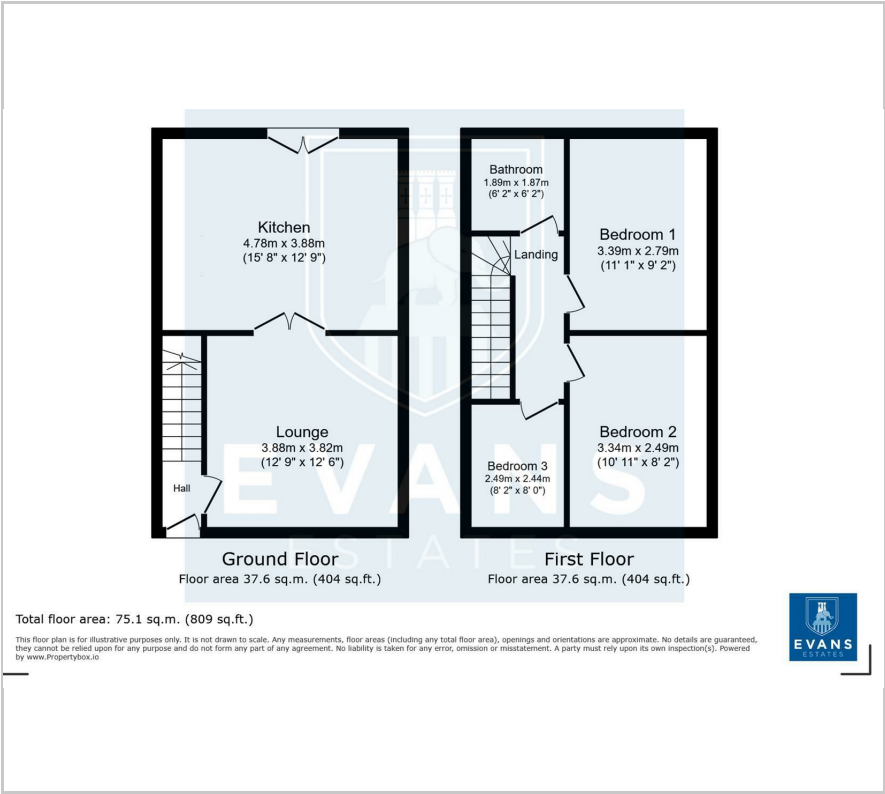 Kitchen
4.78m x 3.88m
(15' 8" x 12' 9")
Lounge
3.88m x 3.82m
(12' 9" x 12' 6")
Hall
Ground Floor
Floor area 37.6 sq.m. (404 sq.ft.)
Bathroom
1.89m x 1.87m
(6' 2" x 6' 2")
Landing
Bedroom 1
3.39m x 2.79m
(11' 1" x 9' 2")
Bedroom 2
3.34m x 2.49m
(10' 11" x 8' 2")
Bedroom 3
2.49m x 2.44m
(8' 2" x 8' 0")
First Floor
Floor area 37.6 sq.m. (404 sq.ft.)
EVANS
ESTATES
Total floor area: 75.1 sq.m. (809 sq.ft.)
This floor plan is for illustrative purposes only. It is not drawn to scale. Any measurements, floor areas (including any total floor area), openings and orientations are approximate. No details are guaranteed,
they cannot be relied upon for any purpose and do not form any part of any agreement. No liability is taken for any error, omission or misstatement. A party must rely upon its own inspection(s). Powered
by www.Propertybox.io
EVANS
ESTATES